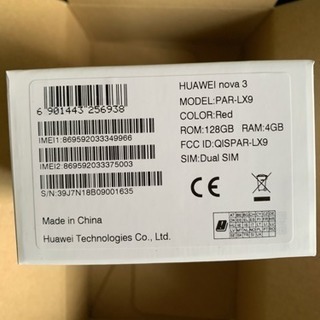 HUAWEI nova 3
MODEL:PAR-LX9
COLOR:Red
ROM:128GB RAM:4GB
FCC ID:QISPAR-LX9
SIM:Dual SIM
6 901443 256938
IMEI1:869592033349966
IMEI2:869592033375003
S/N:39J7N18B09001635
Made in China
Huawei Technologies Co., Ltd.
CE